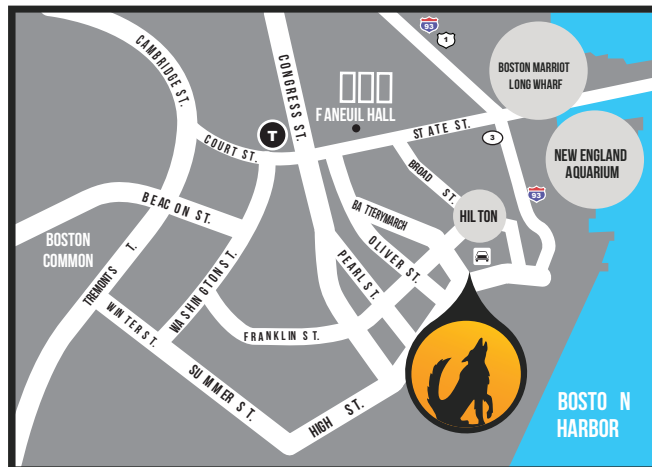 93
1
CAMBRIDGE ST.
CONGRESS ST.
BOSTON MARRIOT
LONG WHARF
FANEUIL HALL
STATE ST.
3
T
COURT ST.
NEW ENGLAND
AQUARIUM
BROAD ST.
93
BEACON ST.
BATTERYMARCH
HILTON
BOSTON
COMMON
TREMONT ST.
WASHINGTON ST.
OLIVER ST.
PEARL ST.
WINTER ST.
FRANKLIN ST.
SUMMER ST.
HIGH ST.
BOSTON
HARBOR